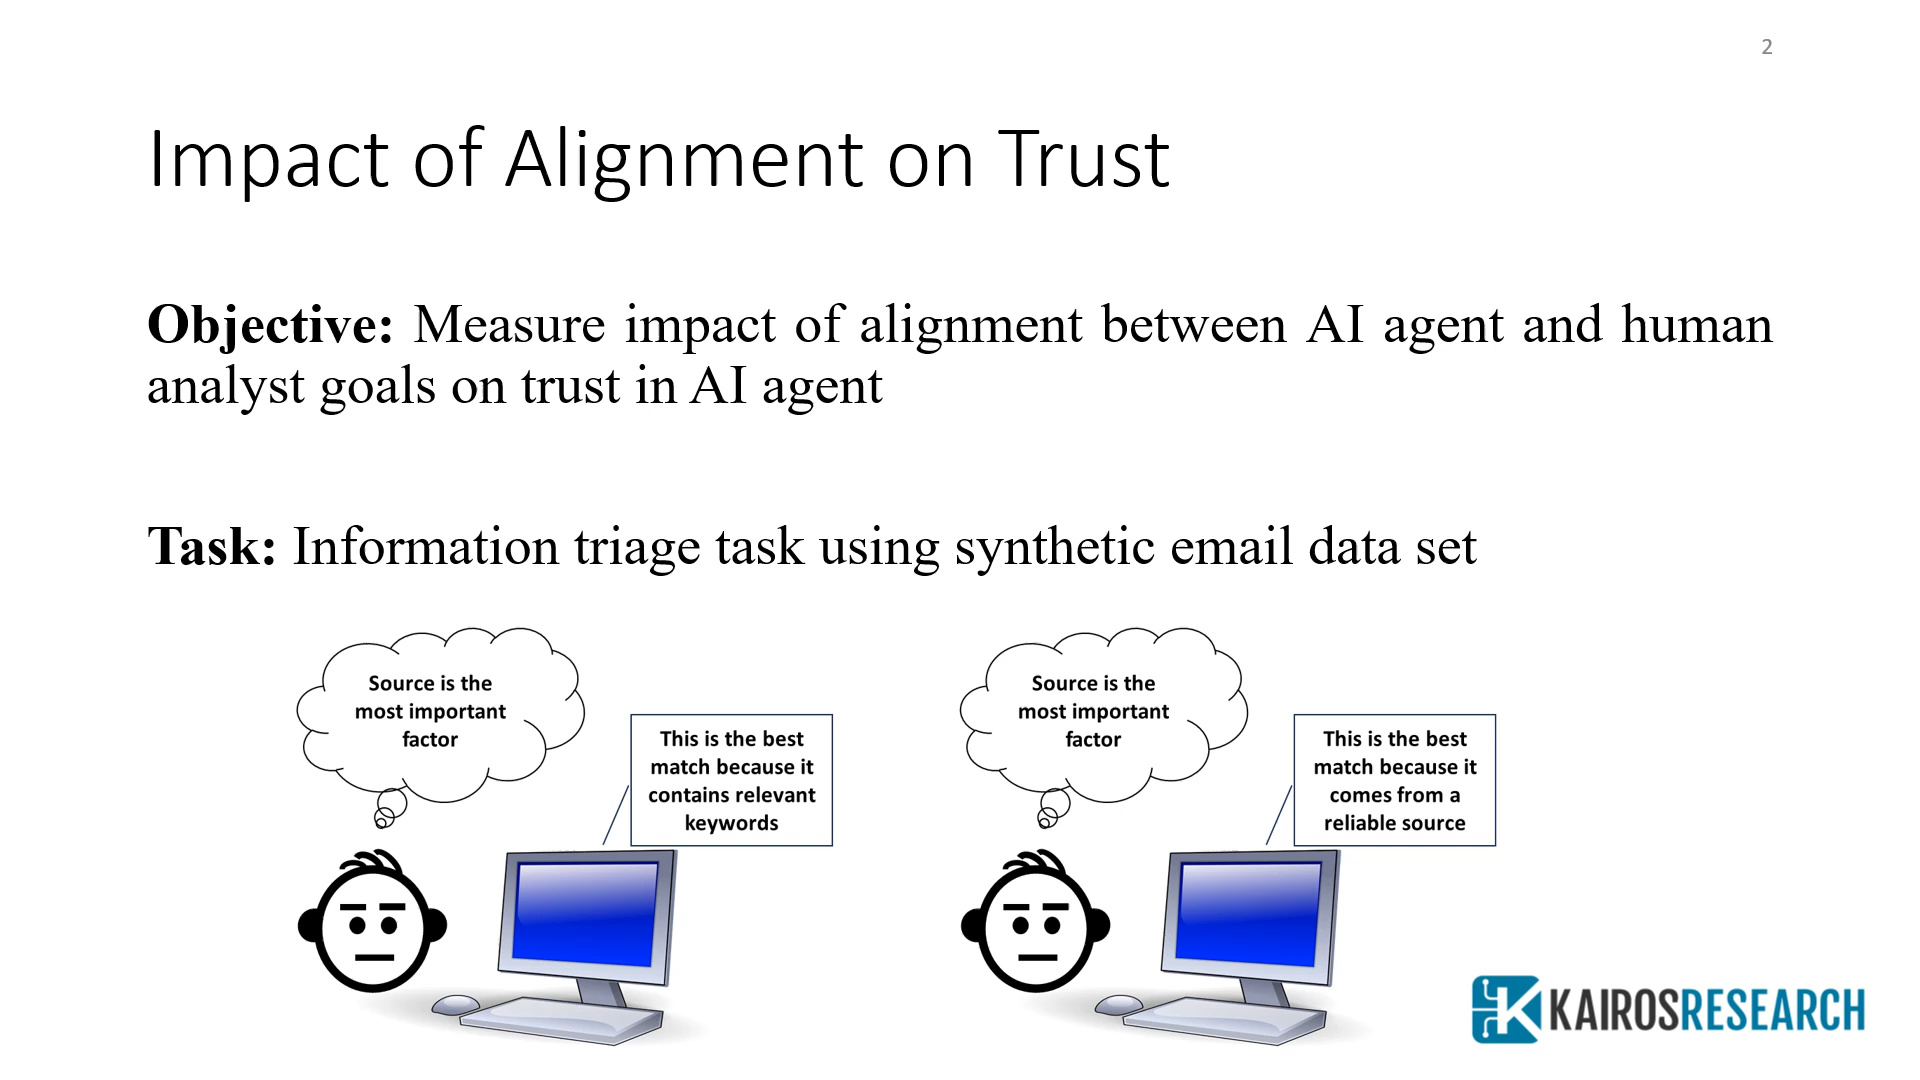 2
Impact of Alignment on Trust
Objective: Measure impact of alignment between AI agent and human
analyst goals on trust in AI agent
Task: Information triage task using synthetic email data set
Source is the
most important
factor
This is the best
match because it
contains relevant
keywords
Source is the
most important
factor
This is the best
match because it
comes from a
reliable source
KAIROSRESEARCH